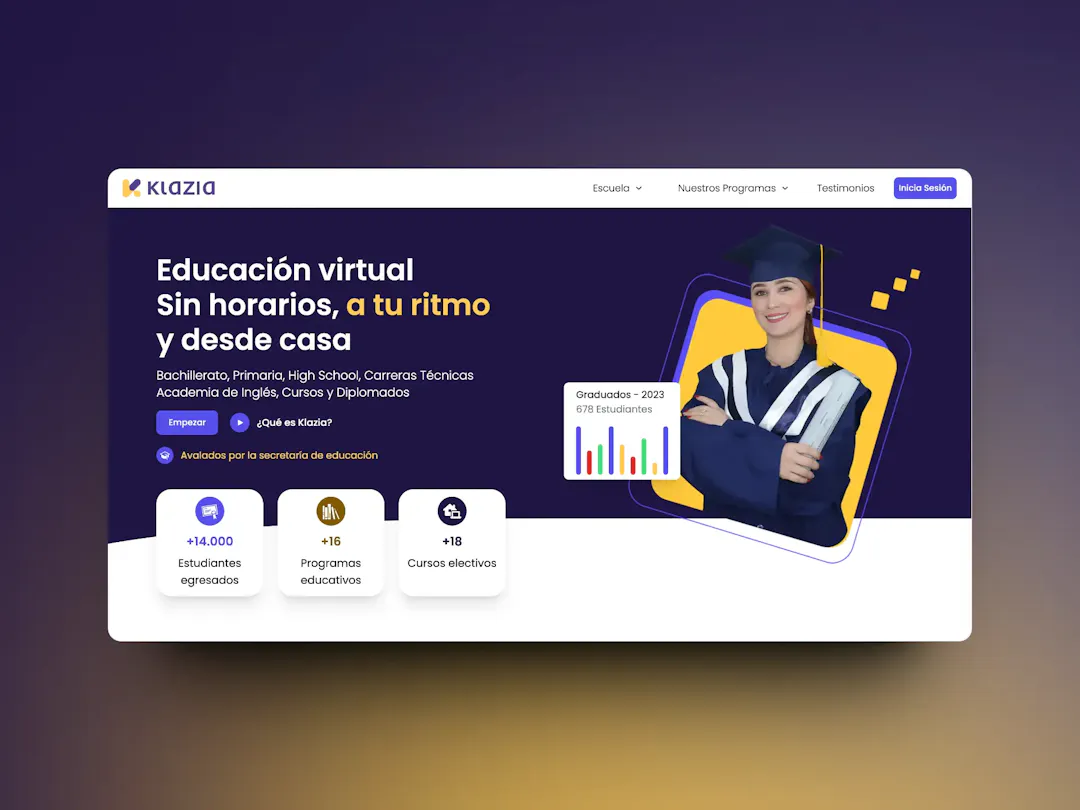 Klazia
Escuela
Nuestros Programas
Testimonios
Inicia Sesión
Educación virtual
Sin horarios, a tu ritmo
y desde casa
Bachillerato, Primaria, High School, Carreras Técnicas
Academia de Inglés, Cursos y Diplomados
Empezar
¿Qué es Klazia?
Avalados por la secretaría de educación
Graduados - 2023
678 Estudiantes
+14.000
Estudiantes
egresados
+16
Programas
educativos
+18
Cursos electivos